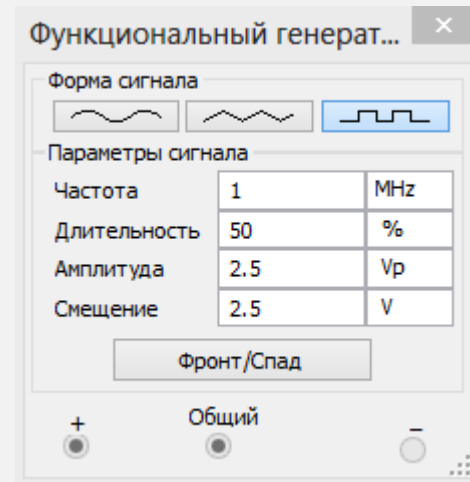 Функциональный генерат...
Форма сигнала
Параметры сигнала
Частота 1 MHz
Длительность 50 %
Амплитуда 2.5 Vp
Смещение 2.5 V
Фронт/Спад
+ Общий −